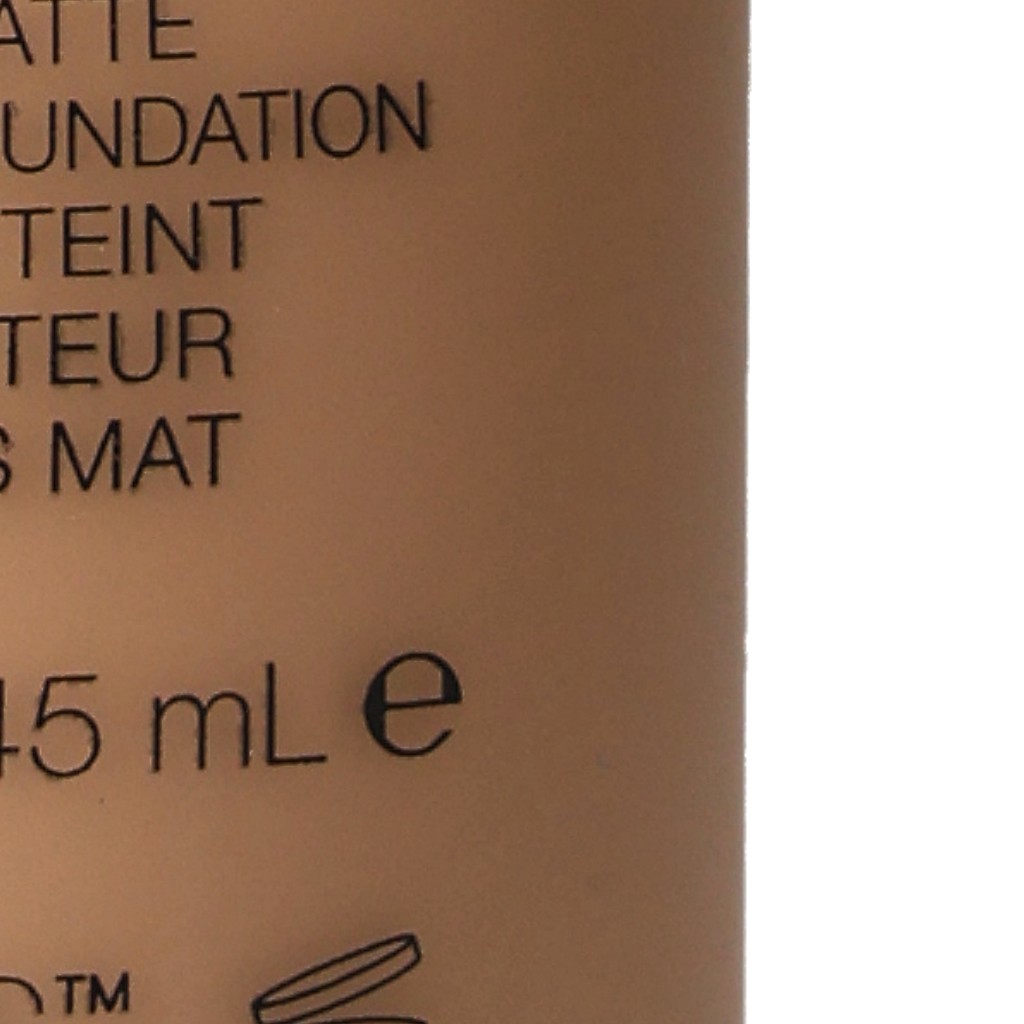 ATTE
UNDATION
TEINT
TEUR
S MAT
45 mL e
TM